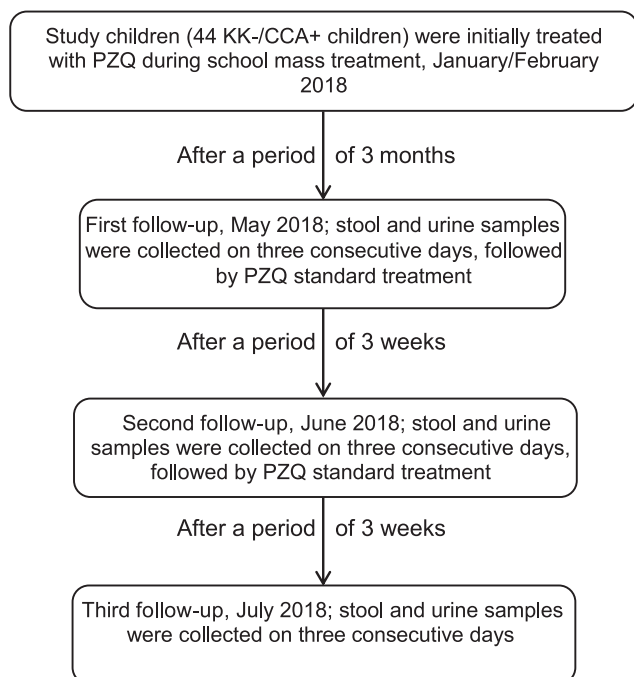 Study children (44 KK-/CCA+ children) were initially treated
with PZQ during school mass treatment, January/February
2018
After a period of 3 months
First follow-up, May 2018; stool and urine samples
were collected on three consecutive days, followed
by PZQ standard treatment
After a period of 3 weeks
Second follow-up, June 2018; stool and urine
samples were collected on three consecutive days,
followed by PZQ standard treatment
After a period of 3 weeks
Third follow-up, July 2018; stool and urine samples
were collected on three consecutive days